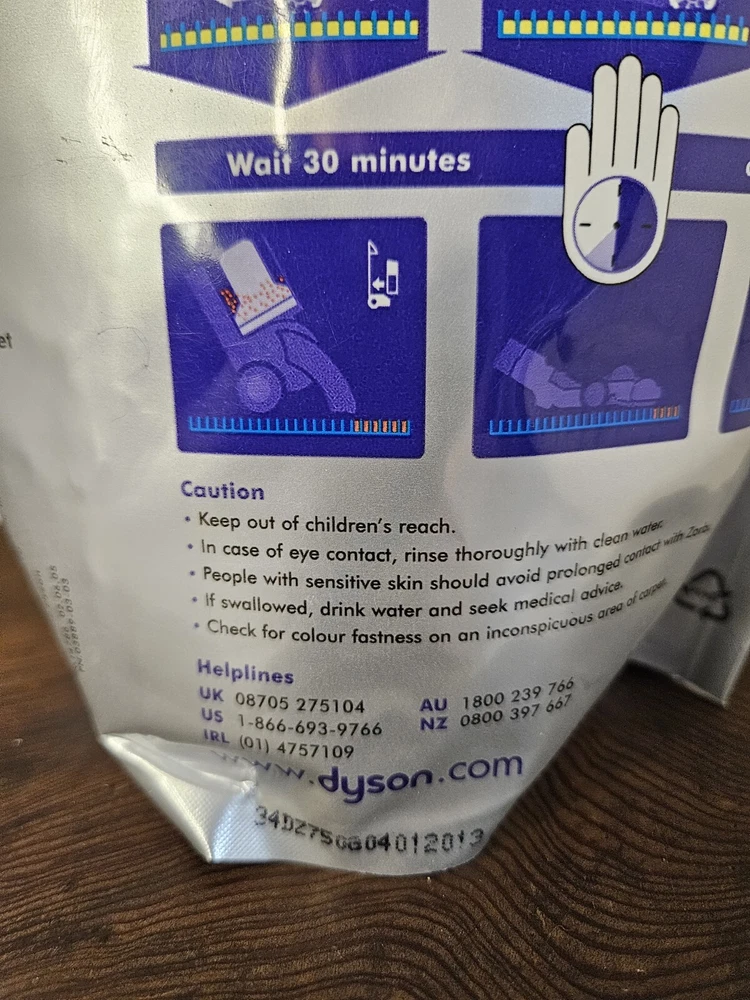 Wait 30 minutes
et
Caution
• Keep out of children's reach.
• In case of eye contact, rinse thoroughly with clean water.
• People with sensitive skin should avoid prolonged contact with Zorb.
• If swallowed, drink water and seek medical advice.
• Check for colour fastness on an inconspicuous area of carpet.
Helplines
UK 08705 275104
US 1-866-693-9766
IRL (01) 4757109
AU 1800 239 766
NZ 0800 397 667
www.dyson.com